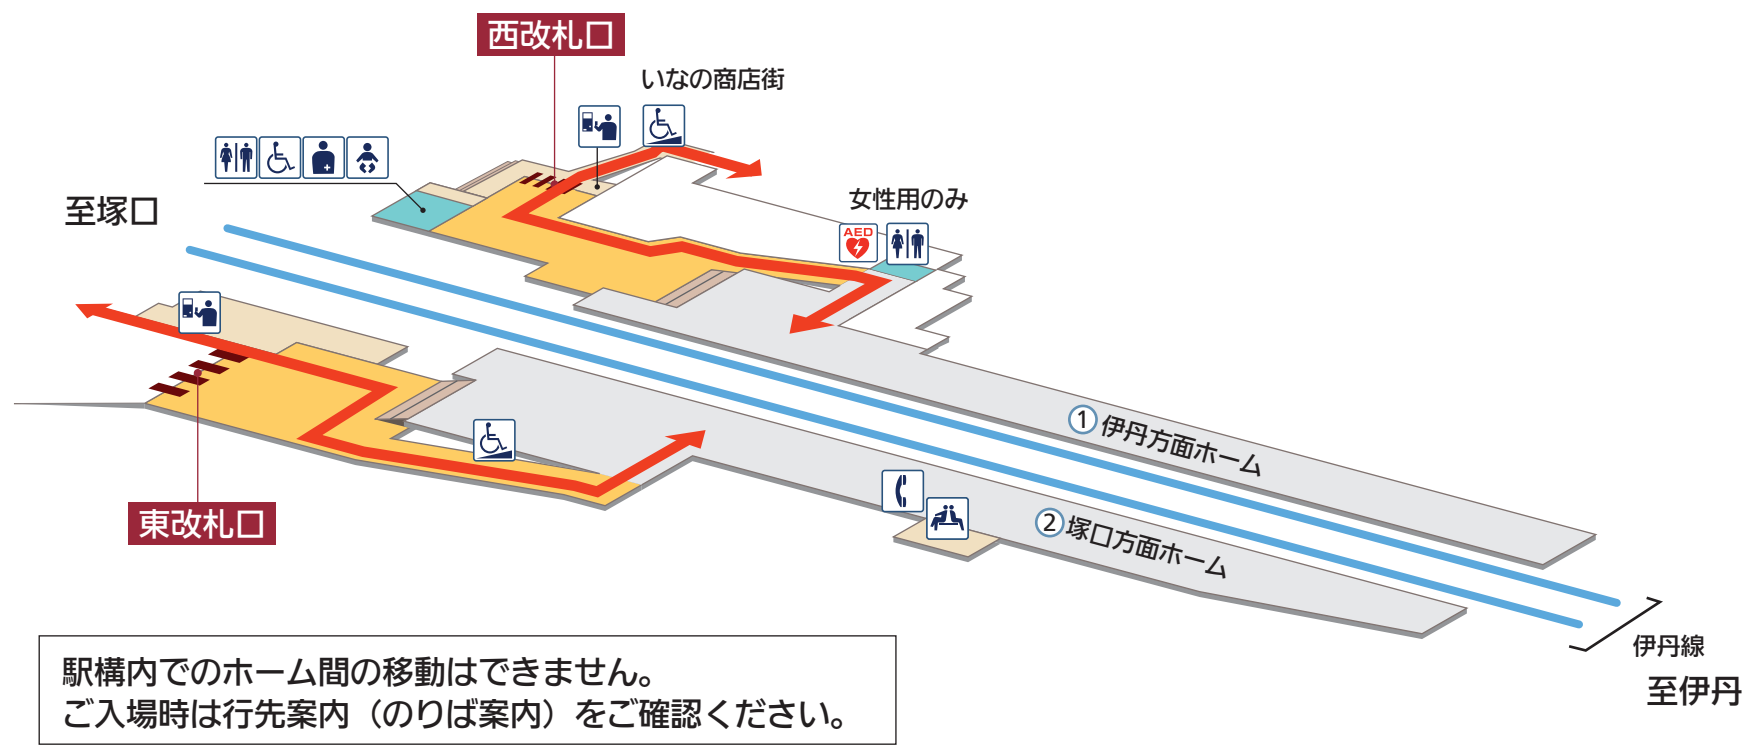 西改札口
いなの商店街
女性用のみ
AED
至塚口
① 伊丹方面ホーム
② 塚口方面ホーム
東改札口
伊丹線
至伊丹
駅構内でのホーム間の移動はできません。
ご入場時は行先案内（のりば案内）をご確認ください。